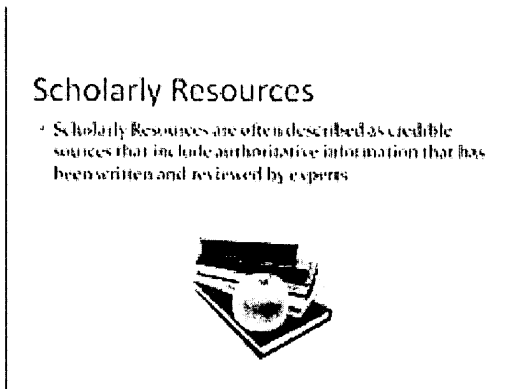 Scholarly Resources
• Scholarly Resources are often described as credible
sources that include authoritative information that has
been written and reviewed by experts